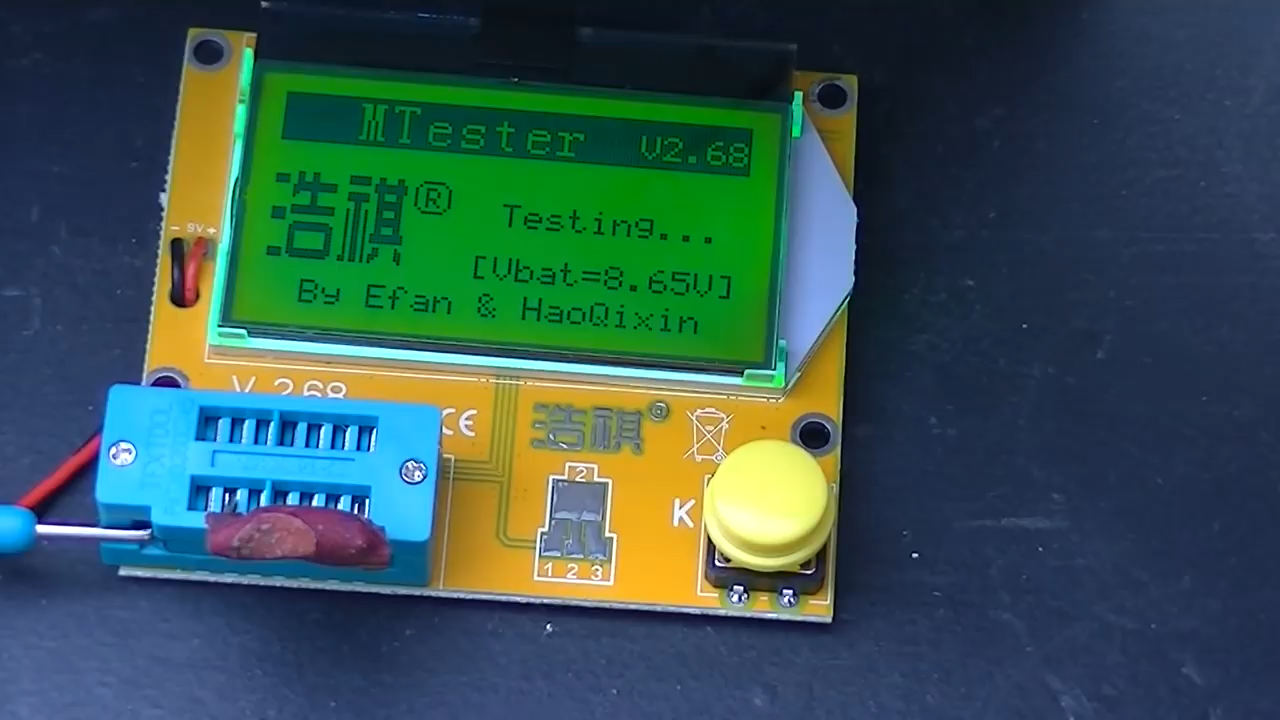 MTester V2.68
浩祺®
Testing...
[Vbat=8.65V]
By Efan & HaoQixin
- 9V +
V 2.68
CE
浩祺®
2
K
1 2 3